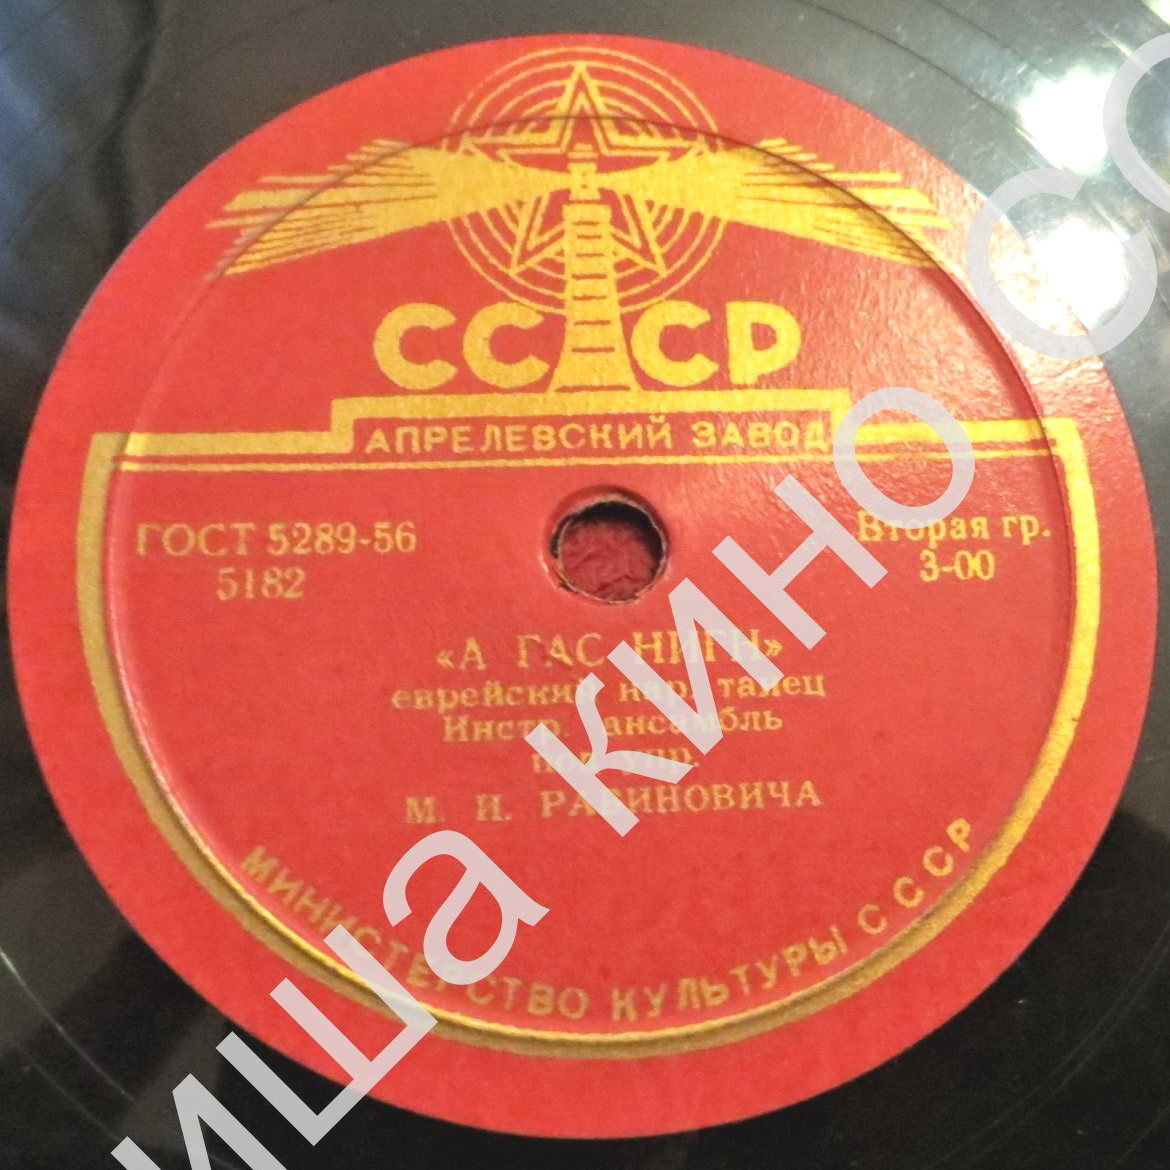 СССР
АПРЕЛЕВСКИЙ ЗАВОД
ГОСТ 5289-56
5182
Вторая гр.
3-00
«А ГАС НИГН»
еврейский нар. танец
Инстр. ансамбль
под упр.
М. И. РАБИНОВИЧА
МИНИСТЕРСТВО КУЛЬТУРЫ СССР
кино